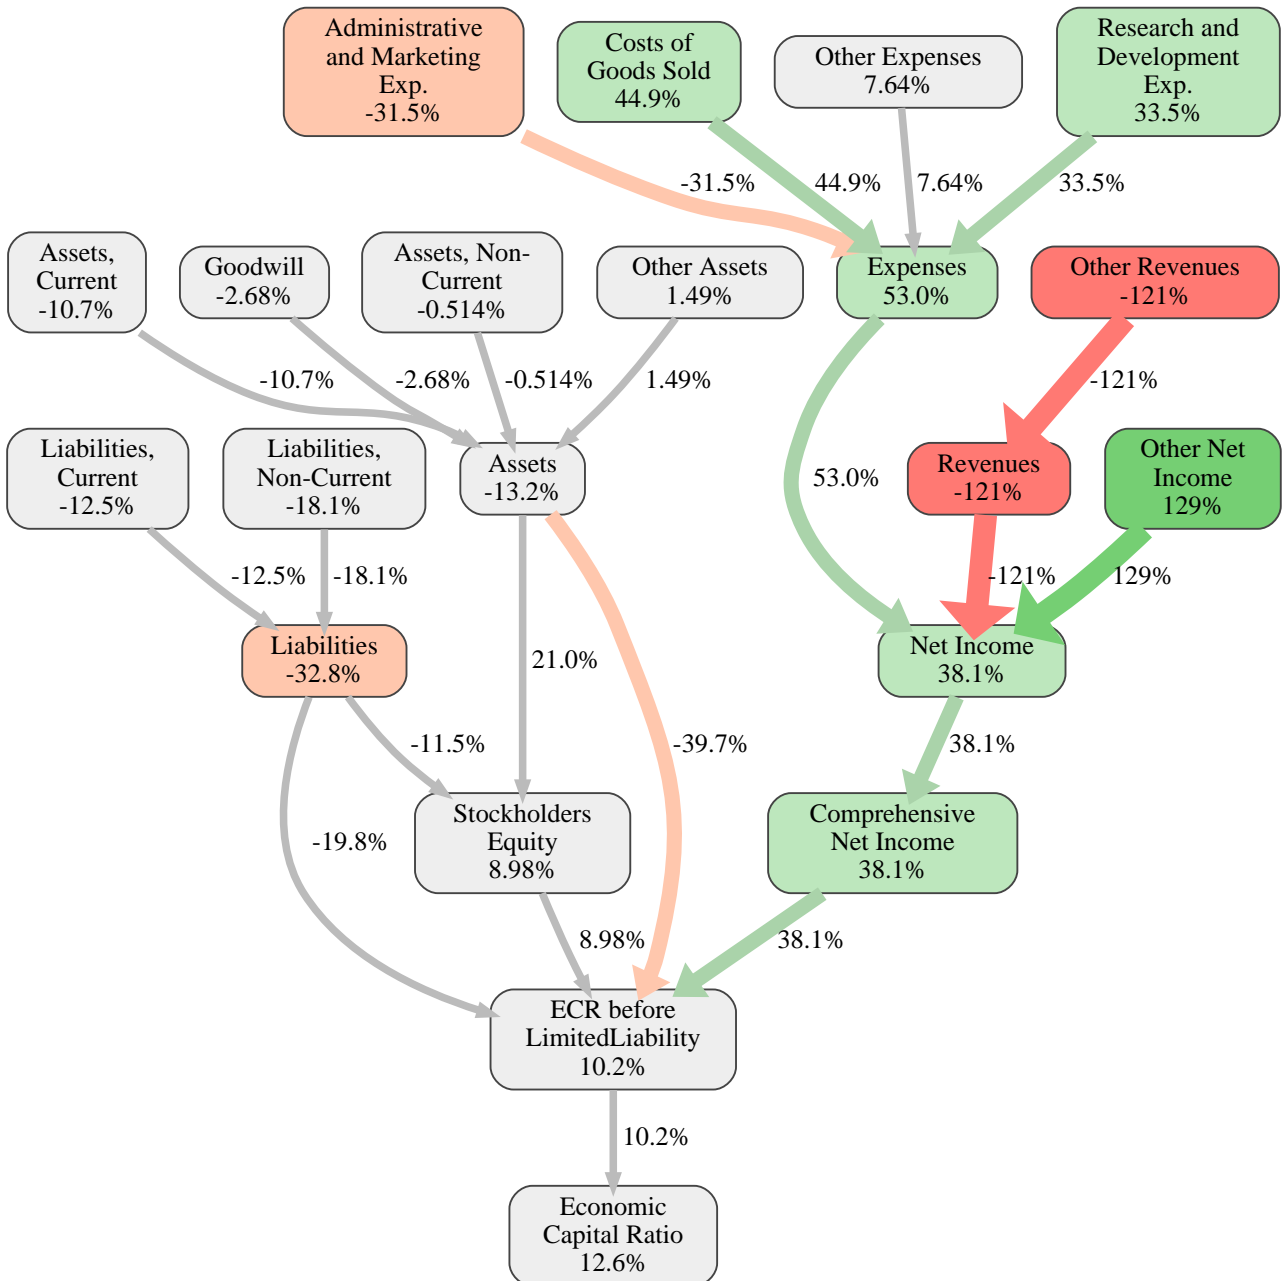 Administrative
and Marketing
Exp.
-31.5%
Costs of
Goods Sold
44.9%
Other Expenses
7.64%
Research and
Development
Exp.
33.5%
-31.5%
44.9%
7.64%
33.5%
Assets,
Current
-10.7%
Goodwill
-2.68%
Assets, Non-
Current
-0.514%
Other Assets
1.49%
Expenses
53.0%
Other Revenues
-121%
-10.7%
-2.68%
-0.514%
1.49%
-121%
Liabilities,
Current
-12.5%
Liabilities,
Non-Current
-18.1%
Assets
-13.2%
53.0%
Revenues
-121%
Other Net
Income
129%
-12.5%
-18.1%
-121%
129%
Liabilities
-32.8%
21.0%
Net Income
38.1%
-11.5%
-39.7%
38.1%
-19.8%
Stockholders
Equity
8.98%
Comprehensive
Net Income
38.1%
8.98%
38.1%
ECR before
LimitedLiability
10.2%
10.2%
Economic
Capital Ratio
12.6%